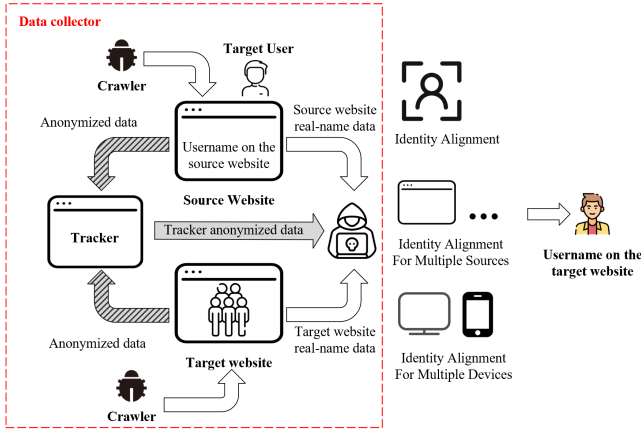 Data collector
Target User
Crawler
Anonymized data
Source website
real-name data
Username on the
source website
Identity Alignment
Source Website
Tracker
Tracker anonymized data
Identity Alignment
For Multiple Sources
Username on the
target website
Anonymized data
Target website
real-name data
Target website
Identity Alignment
For Multiple Devices
Crawler